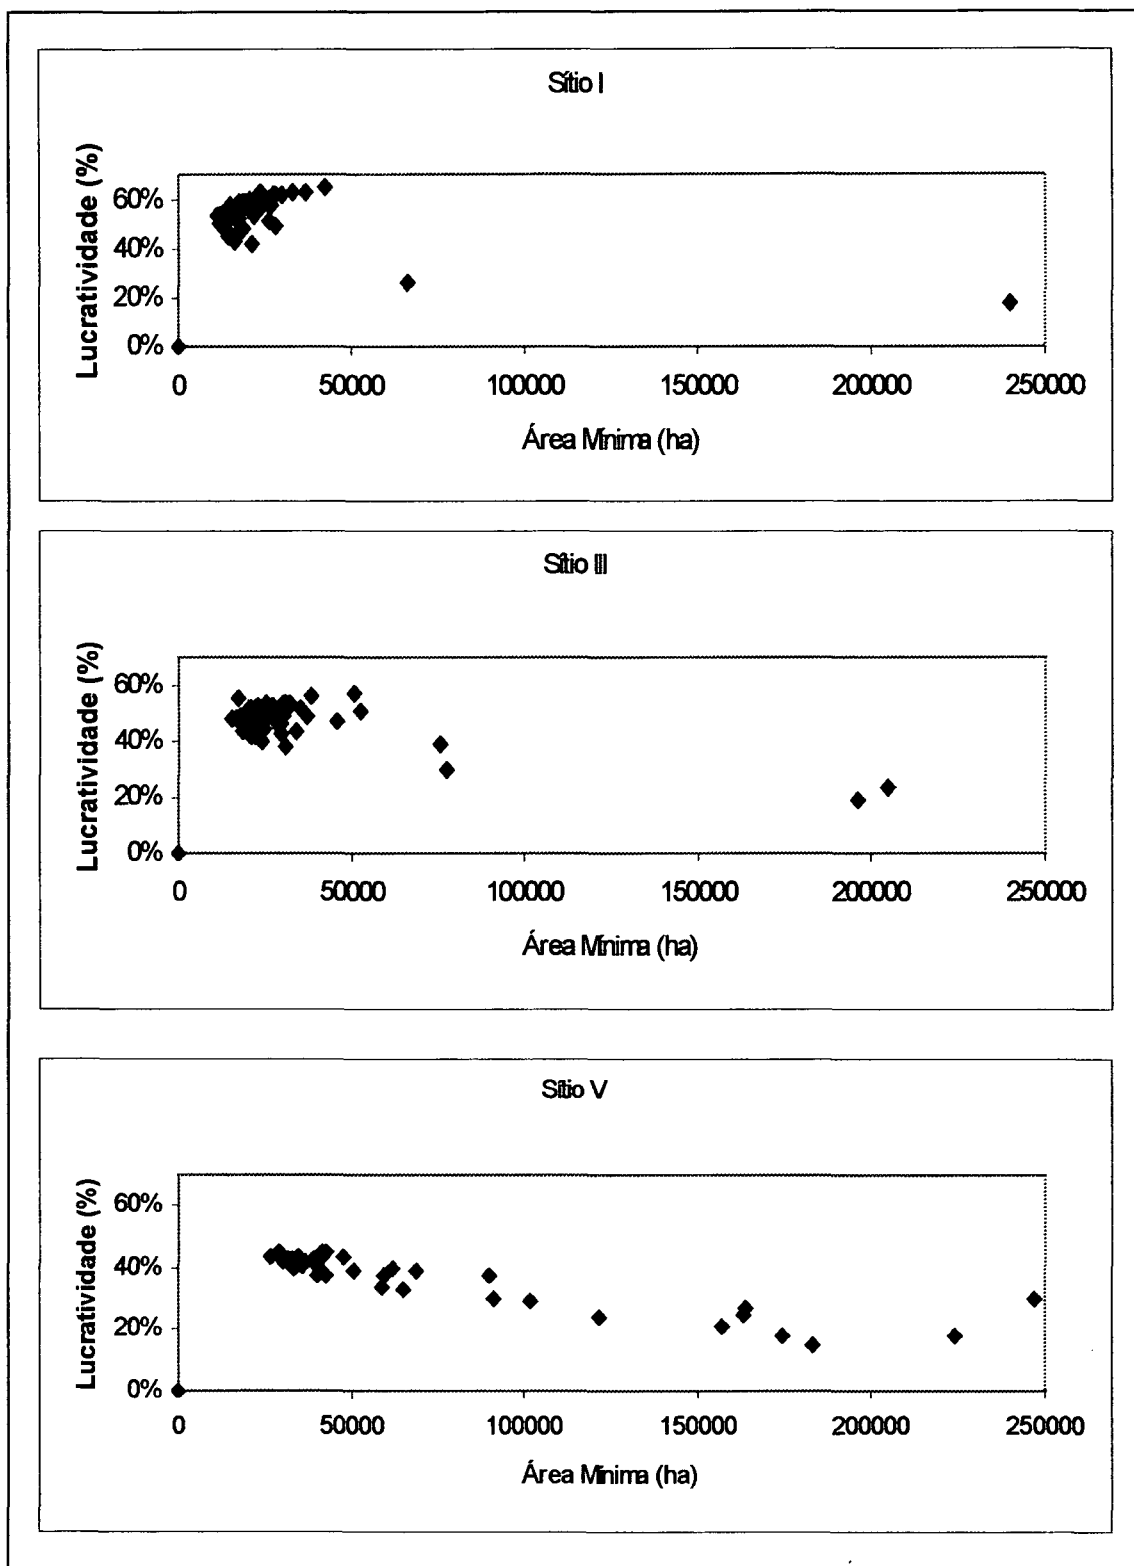 Sítio I
Lucratividade (%)
60%
40%
20%
0%
0 50000 100000 150000 200000 250000
Área Mínima (ha)
Sítio III
Lucratividade (%)
60%
40%
20%
0%
0 50000 100000 150000 200000 250000
Área Mínima (ha)
Sítio V
Lucratividade (%)
60%
40%
20%
0%
0 50000 100000 150000 200000 250000
Área Mínima (ha)